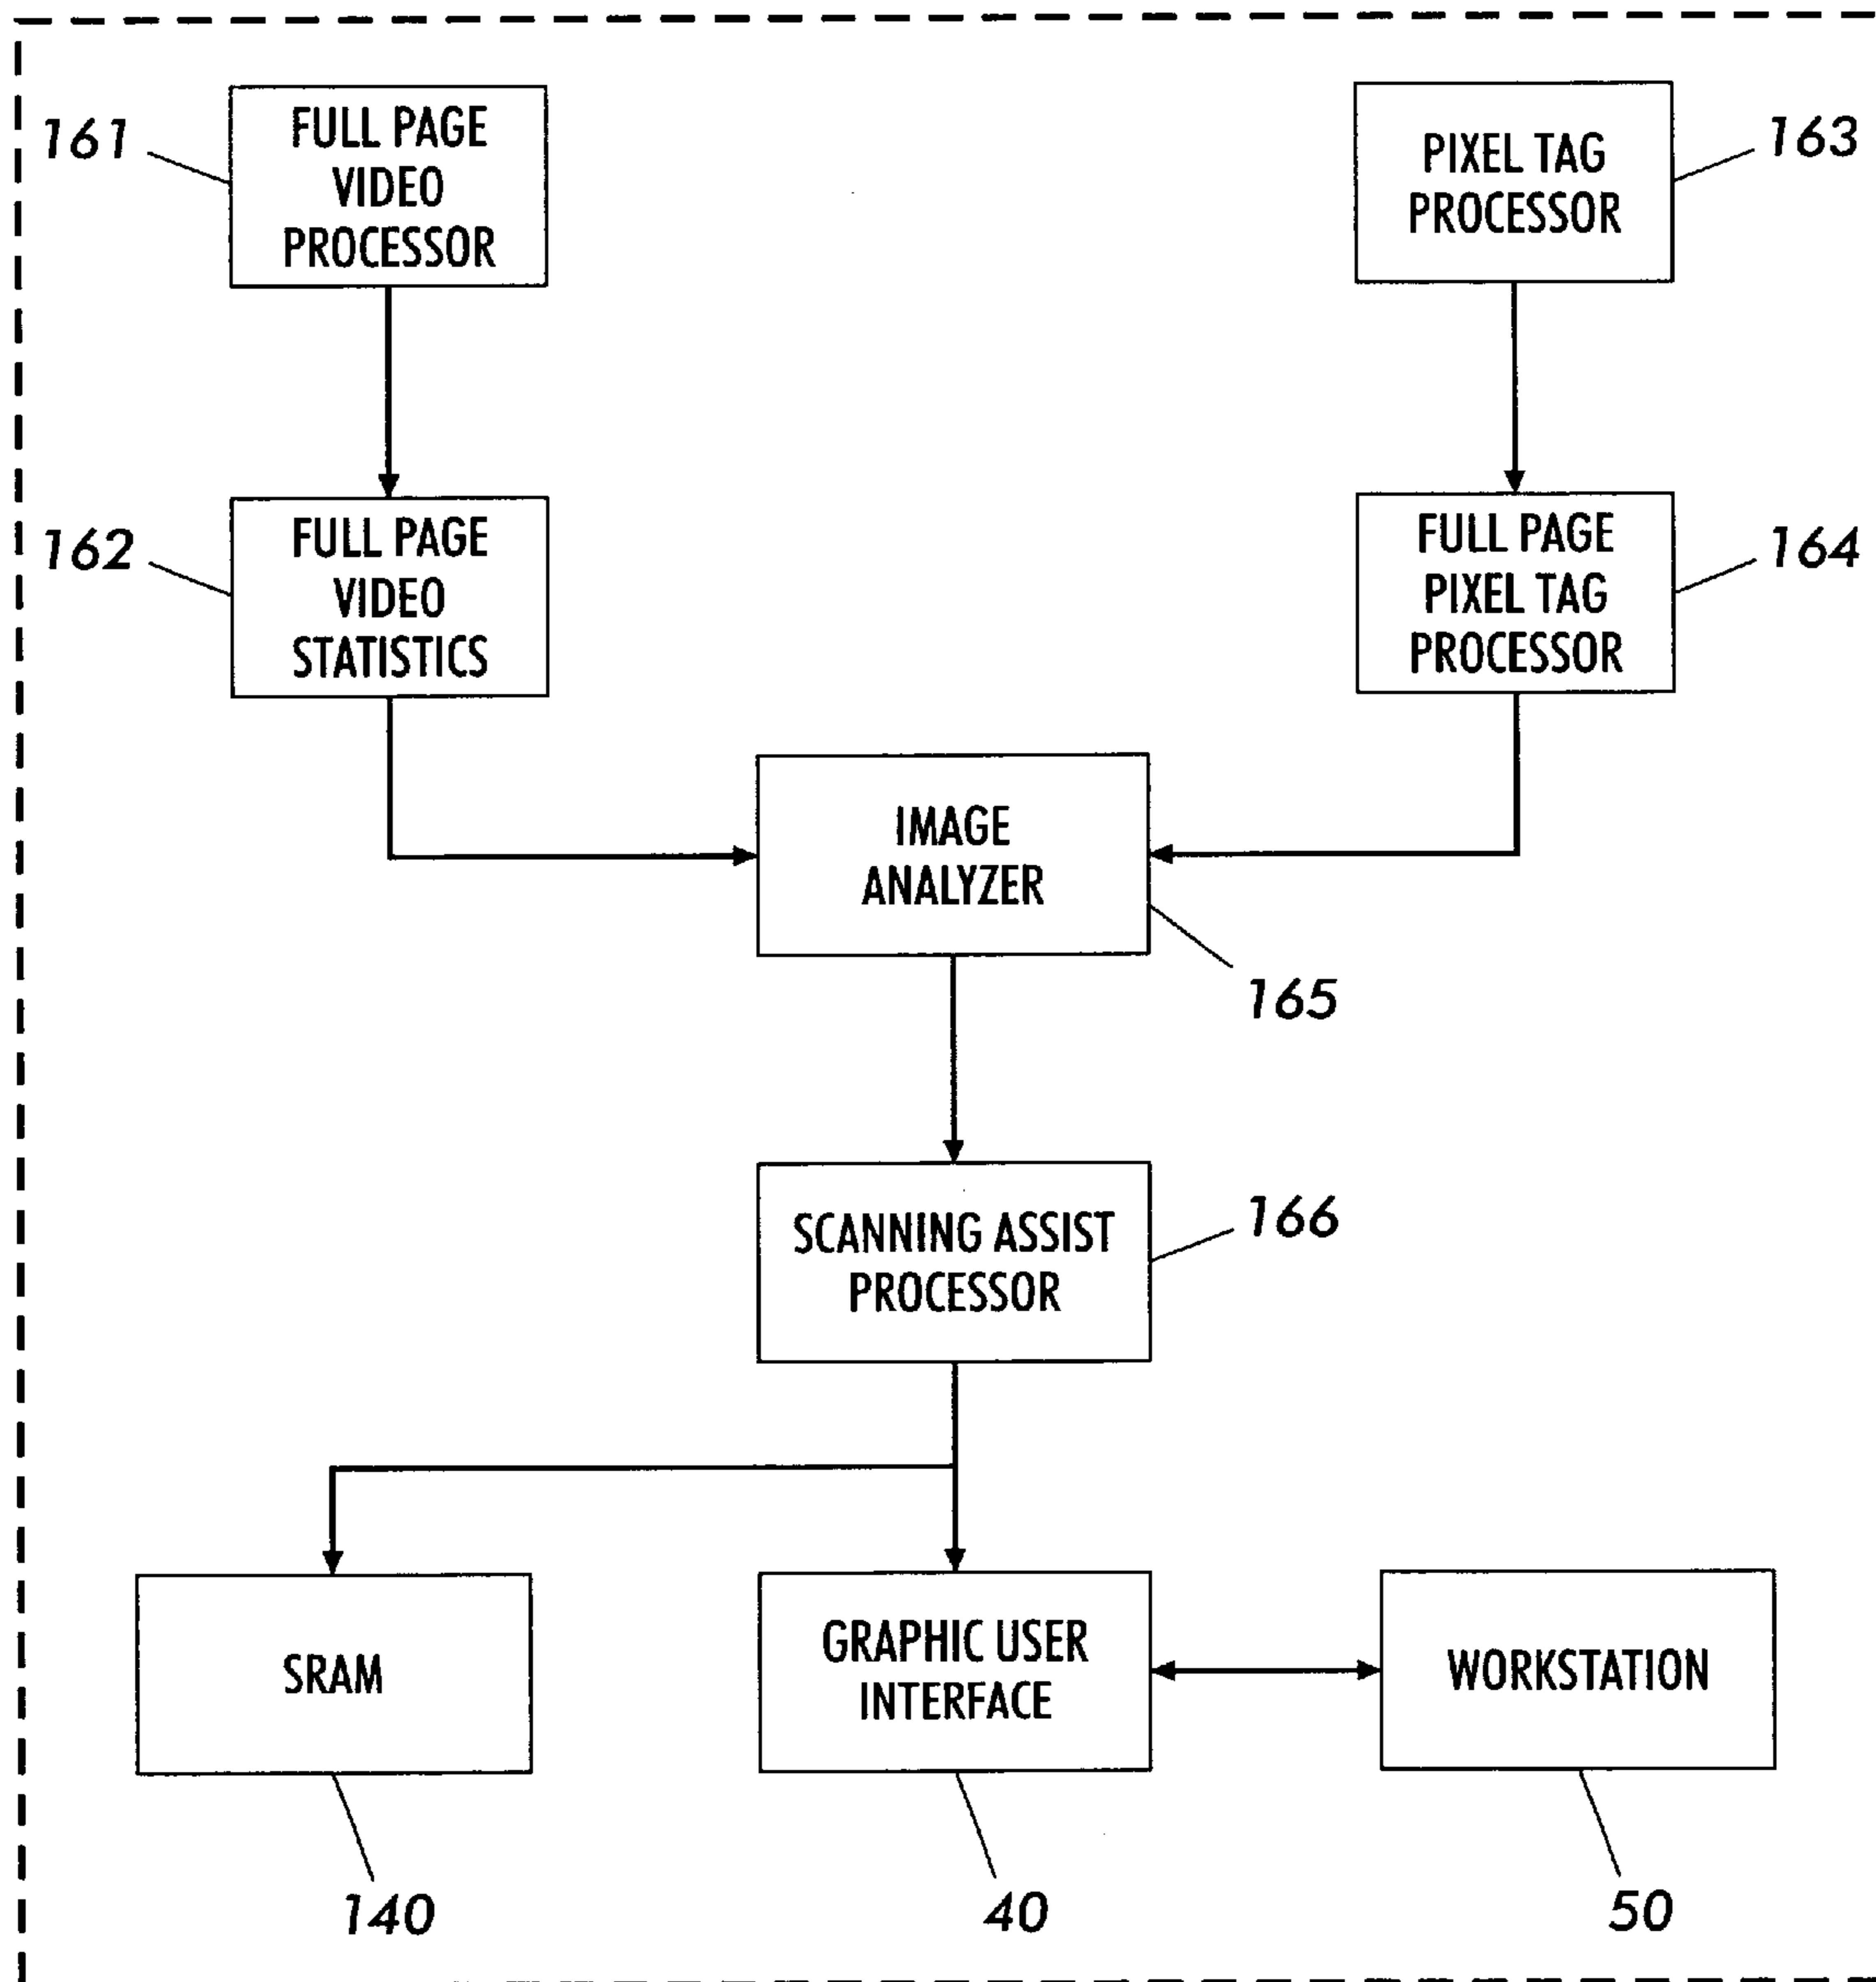 161
FULL PAGE
VIDEO
PROCESSOR
PIXEL TAG
PROCESSOR
163
162
FULL PAGE
VIDEO
STATISTICS
FULL PAGE
PIXEL TAG
PROCESSOR
164
IMAGE
ANALYZER
165
SCANNING ASSIST
PROCESSOR
166
SRAM
GRAPHIC USER
INTERFACE
WORKSTATION
140
40
50